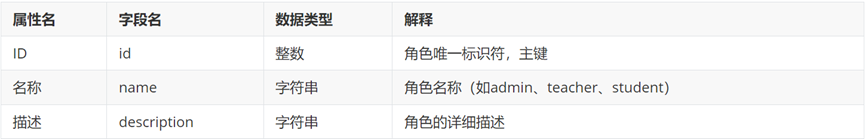 属性名 字段名 数据类型 解释
ID id 整数 角色唯一标识符，主键
名称 name 字符串 角色名称（如admin、teacher、student）
描述 description 字符串 角色的详细描述